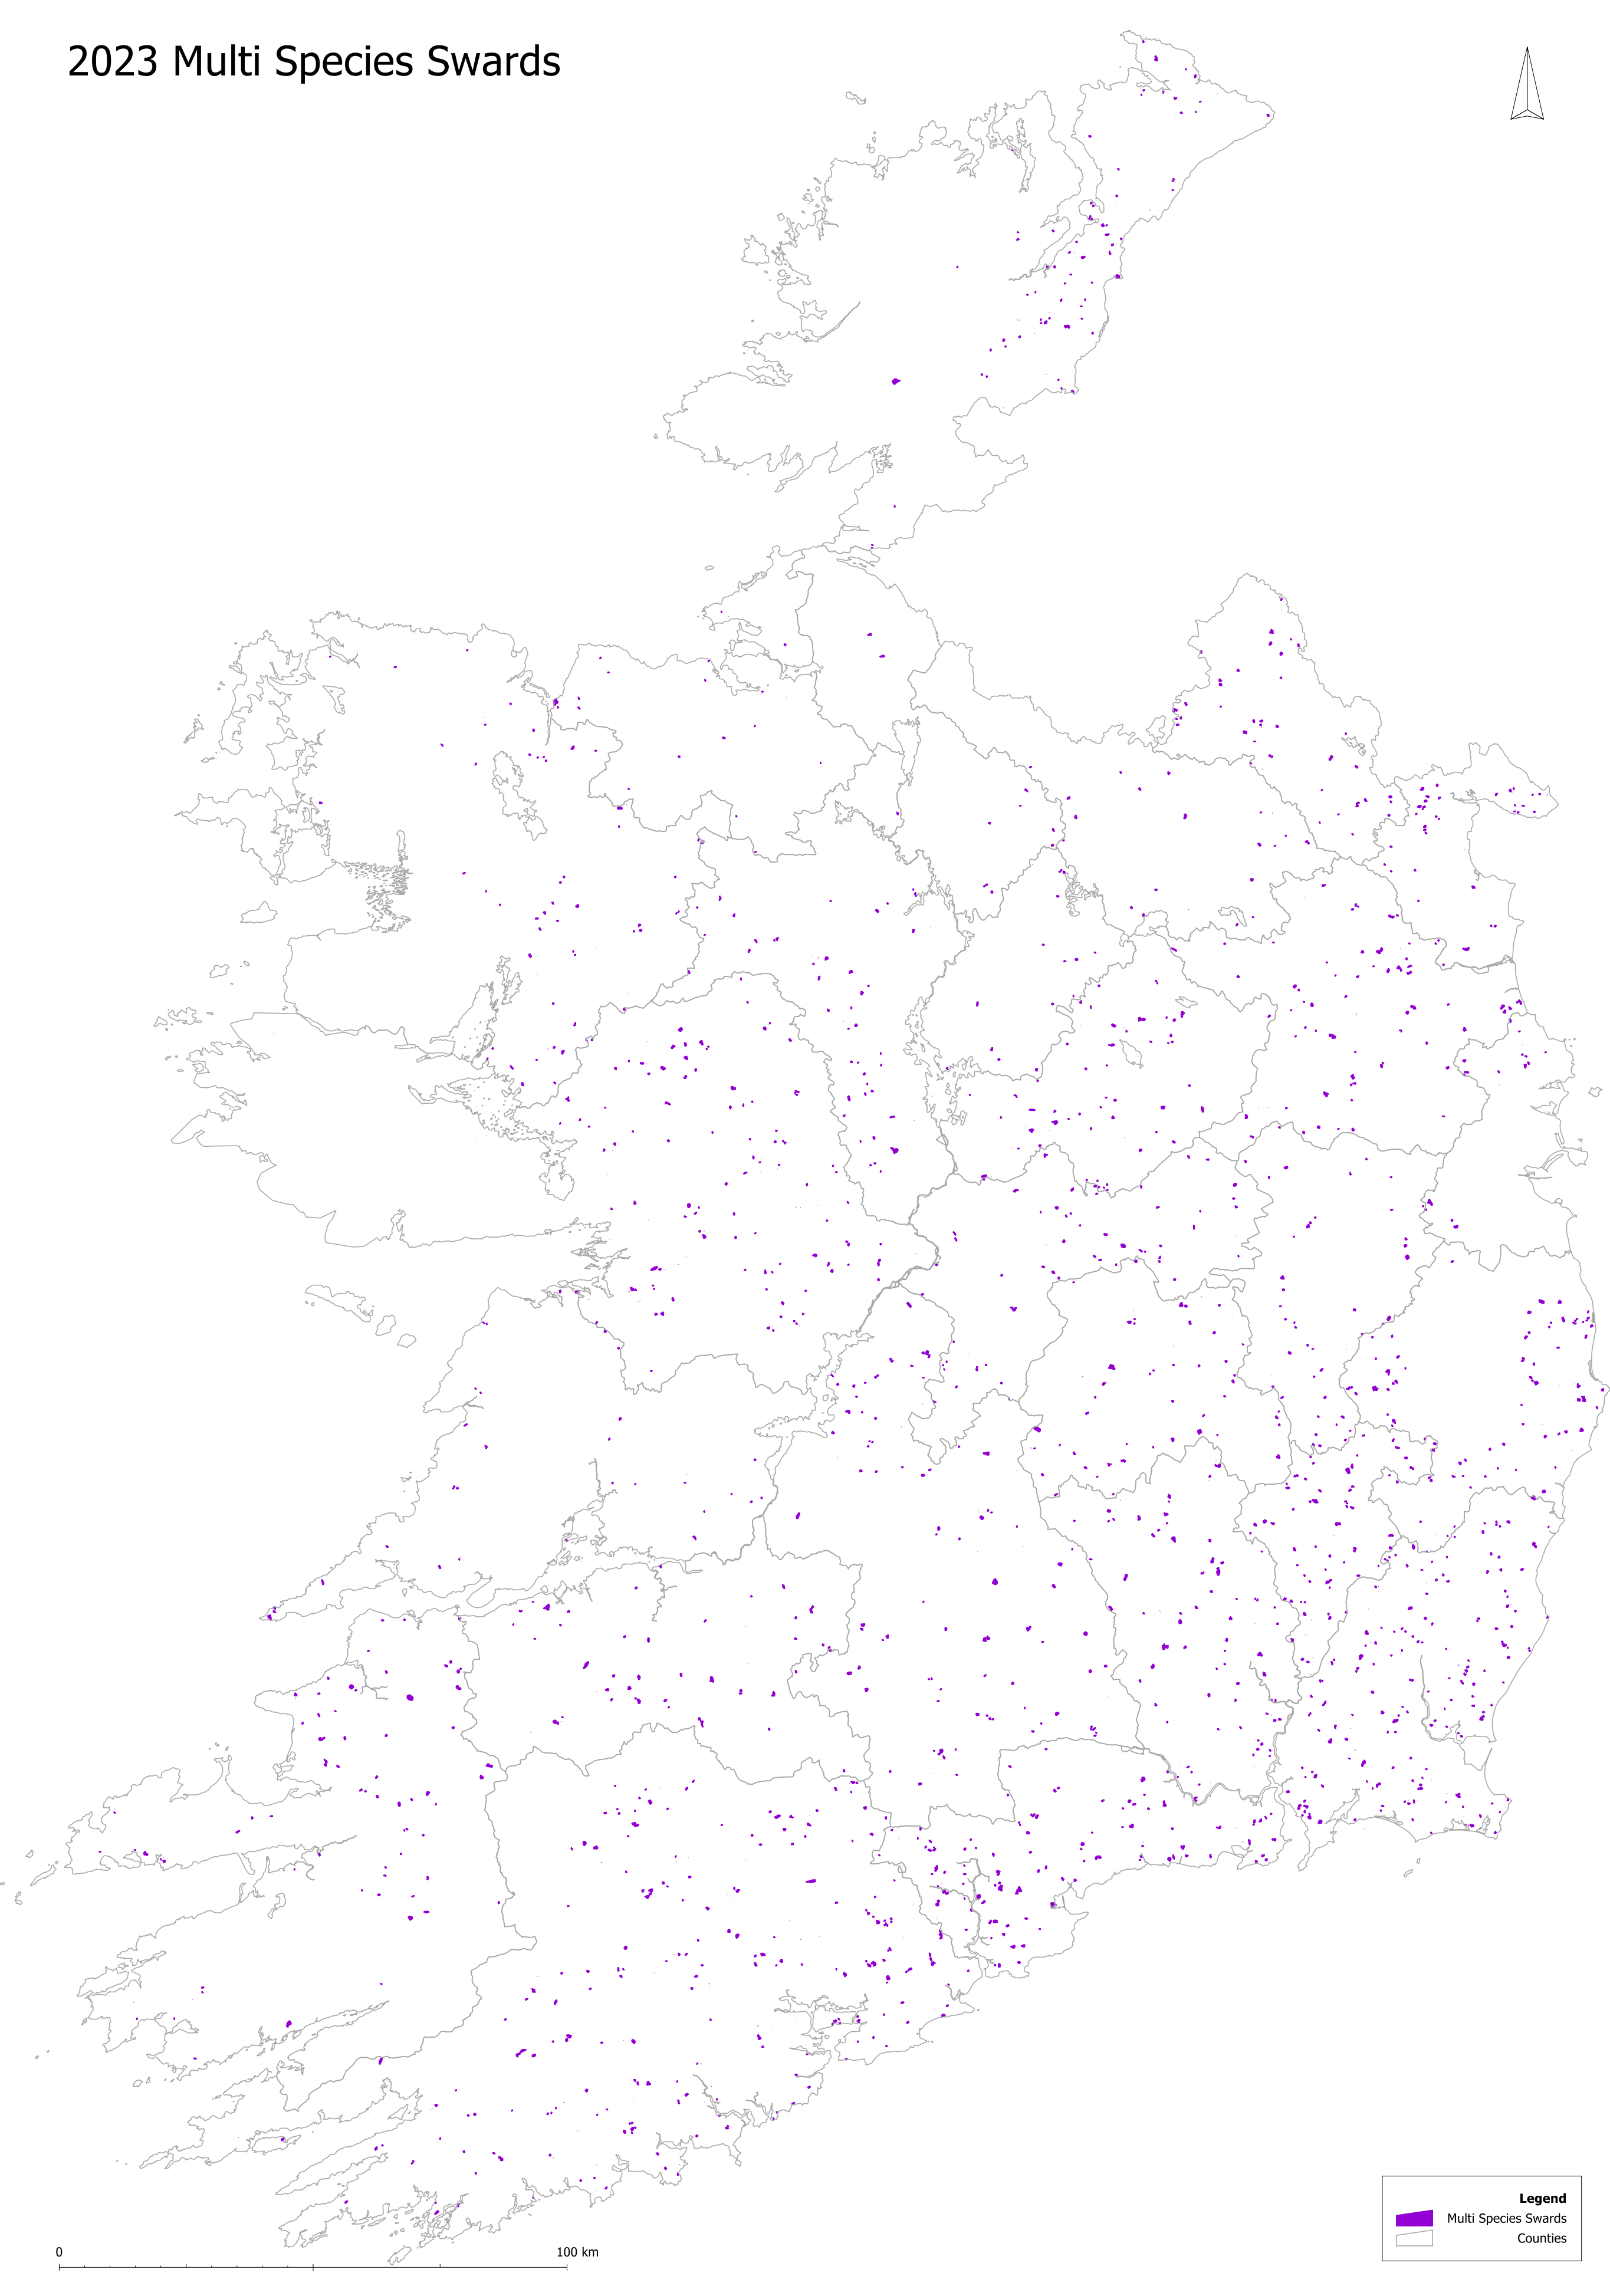 2023 Multi Species Swards
Legend
Multi Species Swards
Counties
0 100 km